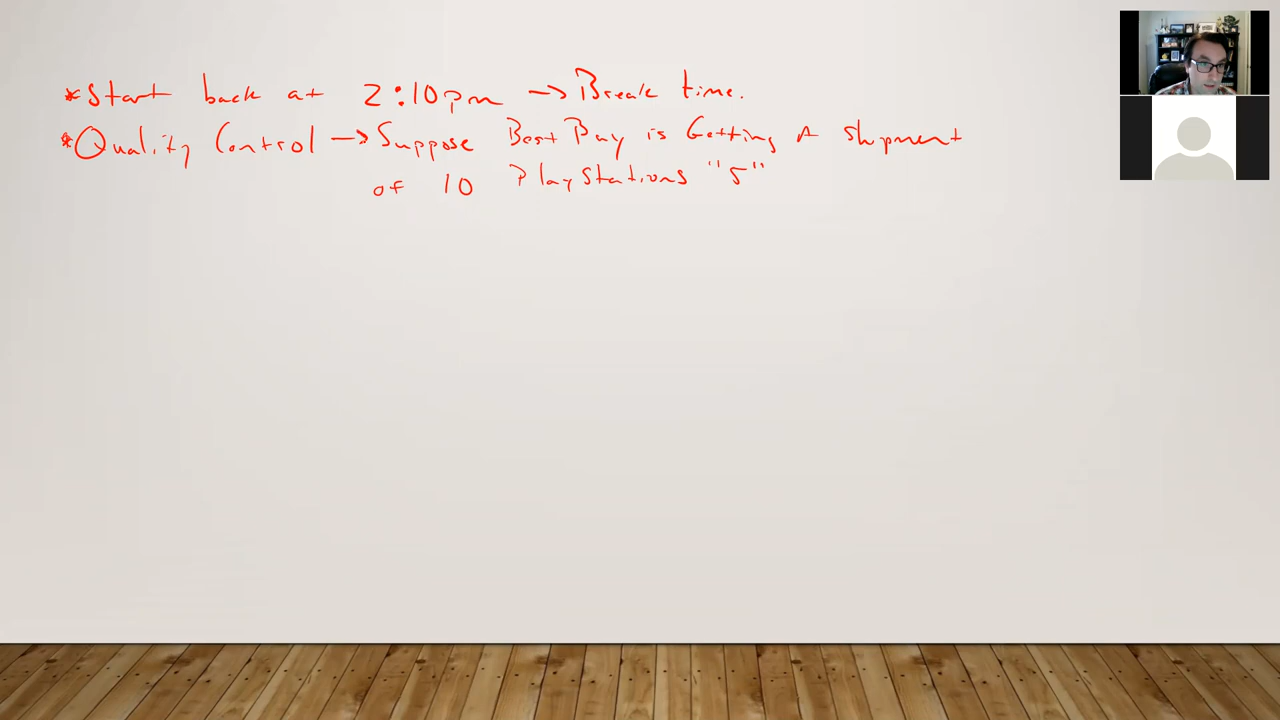 *Start back at 2:10pm → Break time.
*Quality Control → Suppose Best Buy is Getting A shipment
of 10 PlayStations "5"